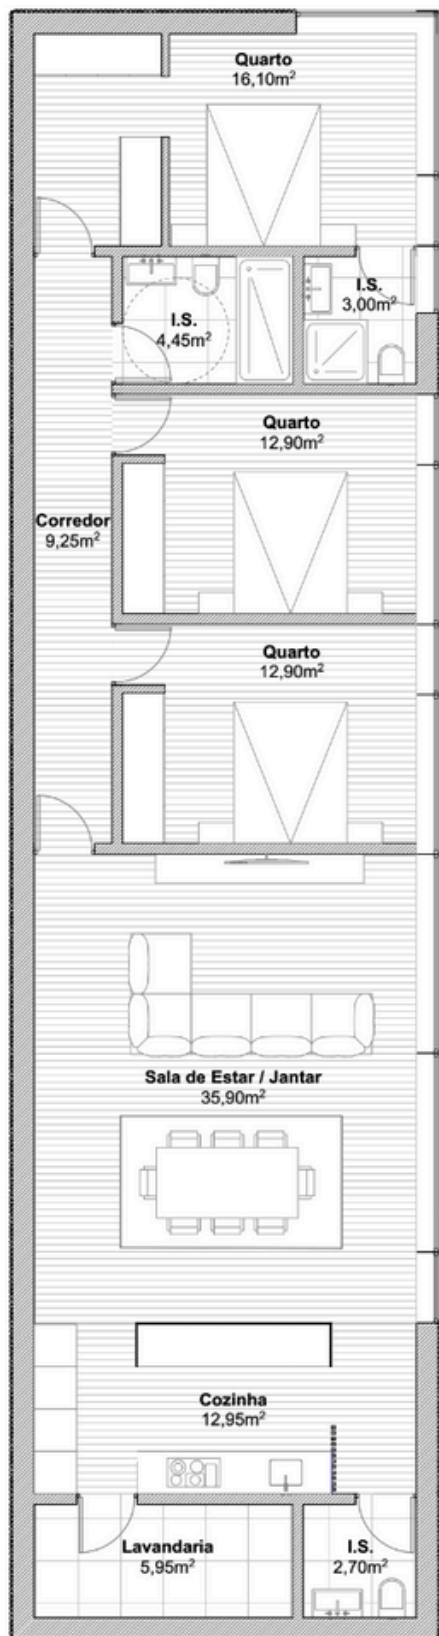 Quarto
16,10m²
I.S.
3,00m²
I.S.
4,45m²
Quarto
12,90m²
Corredor
9,25m²
Quarto
12,90m²
Sala de Estar / Jantar
35,90m²
Cozinha
12,95m²
Lavandaria
5,95m²
I.S.
2,70m²